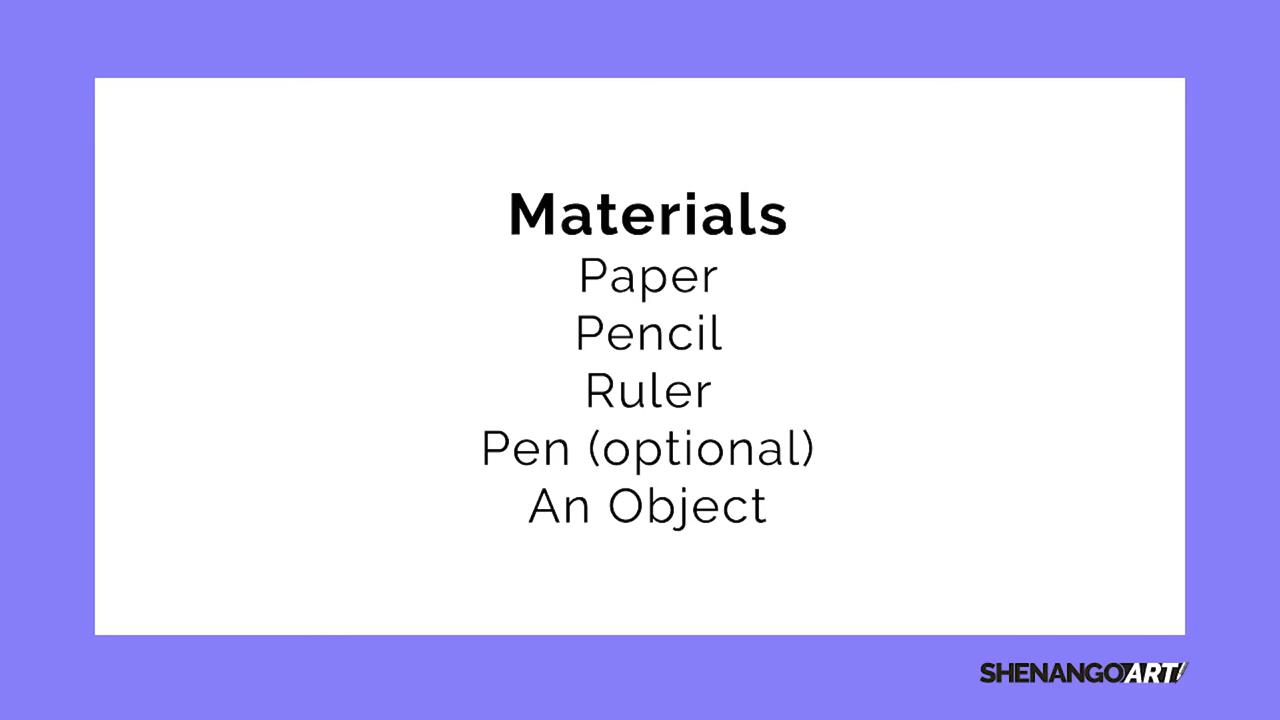 Materials
Paper
Pencil
Ruler
Pen (optional)
An Object
SHENANGOART